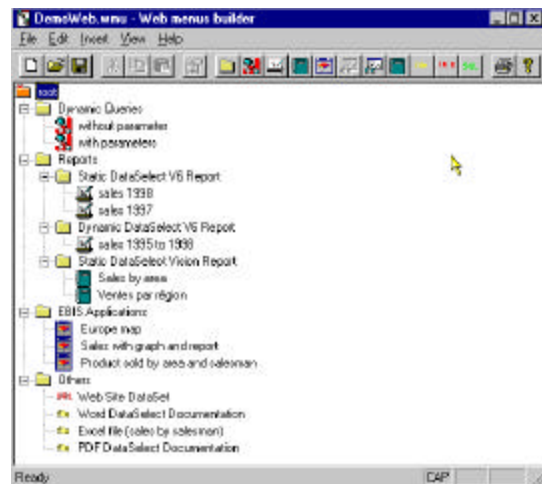 DemoWeb.wmu - Web menus builder
File Edit Insert View Help
root
Dynamic Queries
without parameter
with parameters
Reports
Static DataSelect V6 Report
sales 1998
sales 1997
Dynamic DataSelect V6 Report
sales 1995 to 1998
Static DataSelect Vision Report
Sales by area
Ventes par région
EBIS Applications
Europe map
Sales with graph and report
Product sold by area and salesman
Others
Web Site DataSet
Word DataSelect Documentation
Excel file (sales by salesman)
PDF DataSelect Documentation
Ready CAP